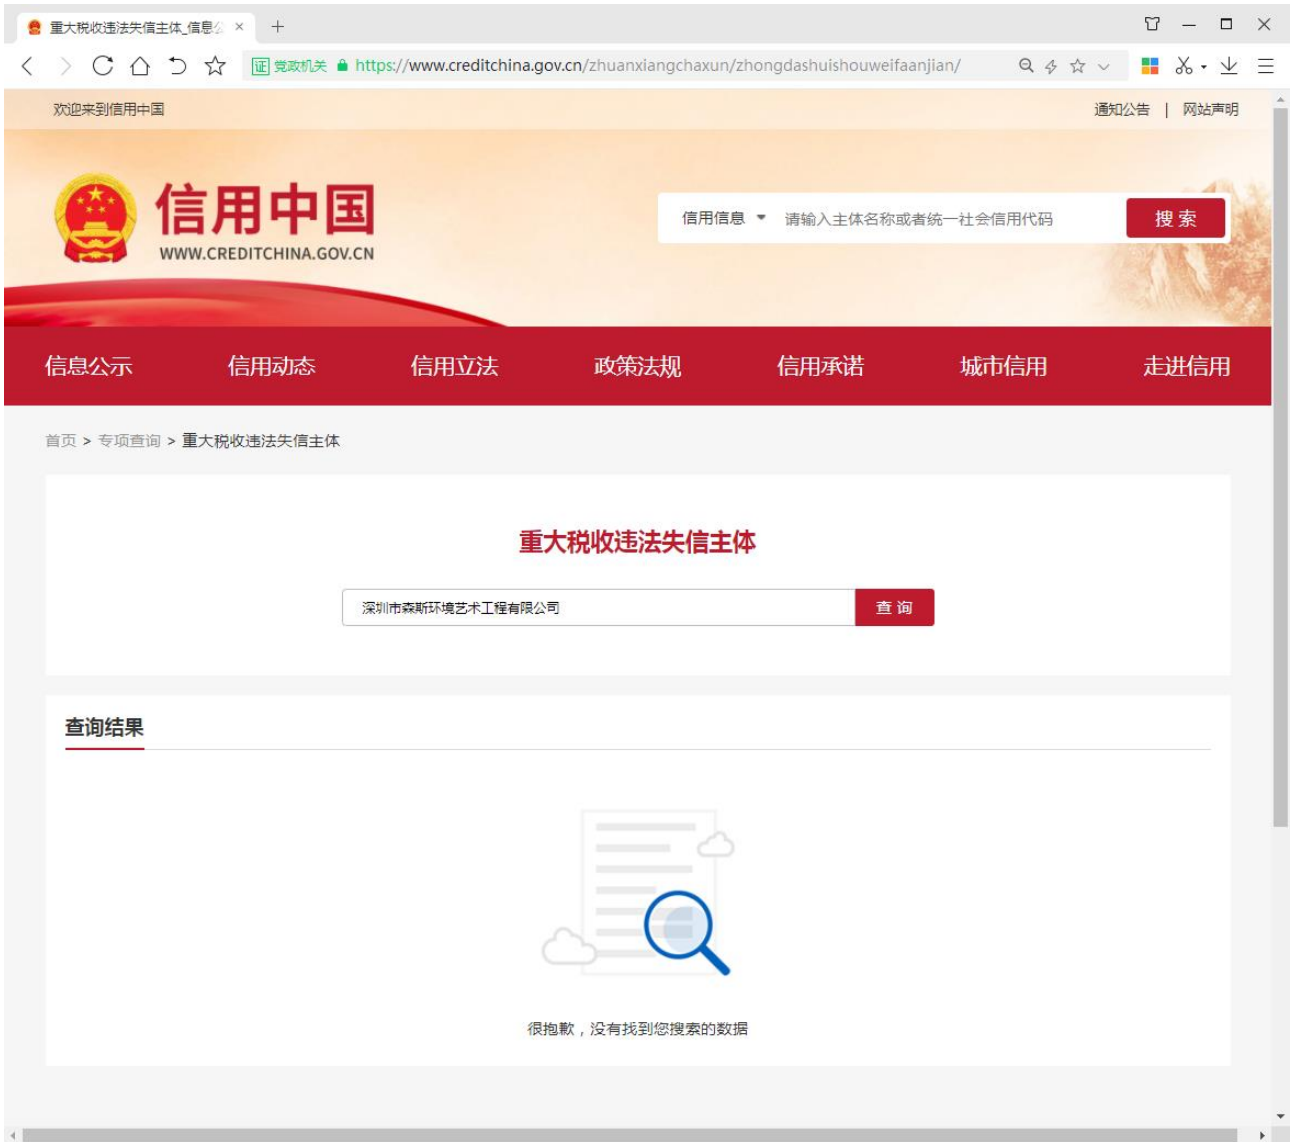 重大税收违法失信主体_信息公
证 党政机关 https://www.creditchina.gov.cn/zhuanxiangchaxun/zhongdashuishouweifaanjian/
欢迎来到信用中国
通知公告 | 网站声明
信用中国
WWW.CREDITCHINA.GOV.CN
信用信息 请输入主体名称或者统一社会信用代码 搜索
信息公示 信用动态 信用立法 政策法规 信用承诺 城市信用 走进信用
首页 > 专项查询 > 重大税收违法失信主体
重大税收违法失信主体
深圳市森斯环境艺术工程有限公司 查询
查询结果
很抱歉，没有找到您搜索的数据